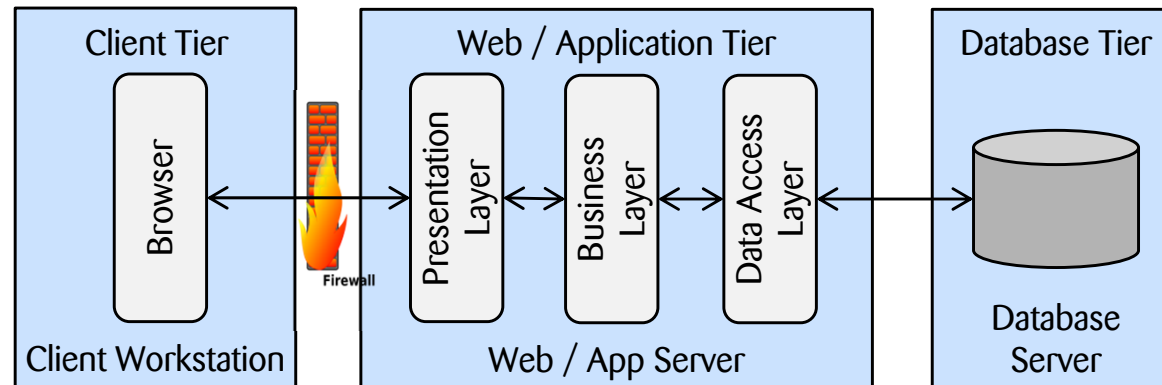 Client Tier
Browser
Client Workstation
Firewall
Web / Application Tier
Presentation
Layer
Business
Layer
Data Access
Layer
Web / App Server
Database Tier
Database
Server